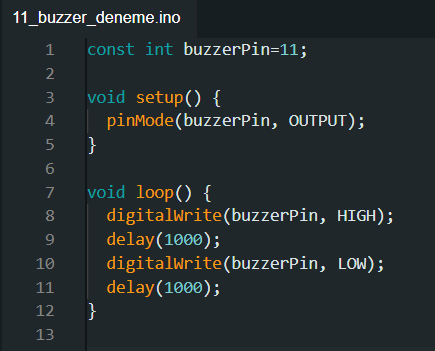 11_buzzer_deneme.ino
1 const int buzzerPin=11;
2
3 void setup() {
4 pinMode(buzzerPin, OUTPUT);
5 }
6
7 void loop() {
8 digitalWrite(buzzerPin, HIGH);
9 delay(1000);
10 digitalWrite(buzzerPin, LOW);
11 delay(1000);
12 }
13